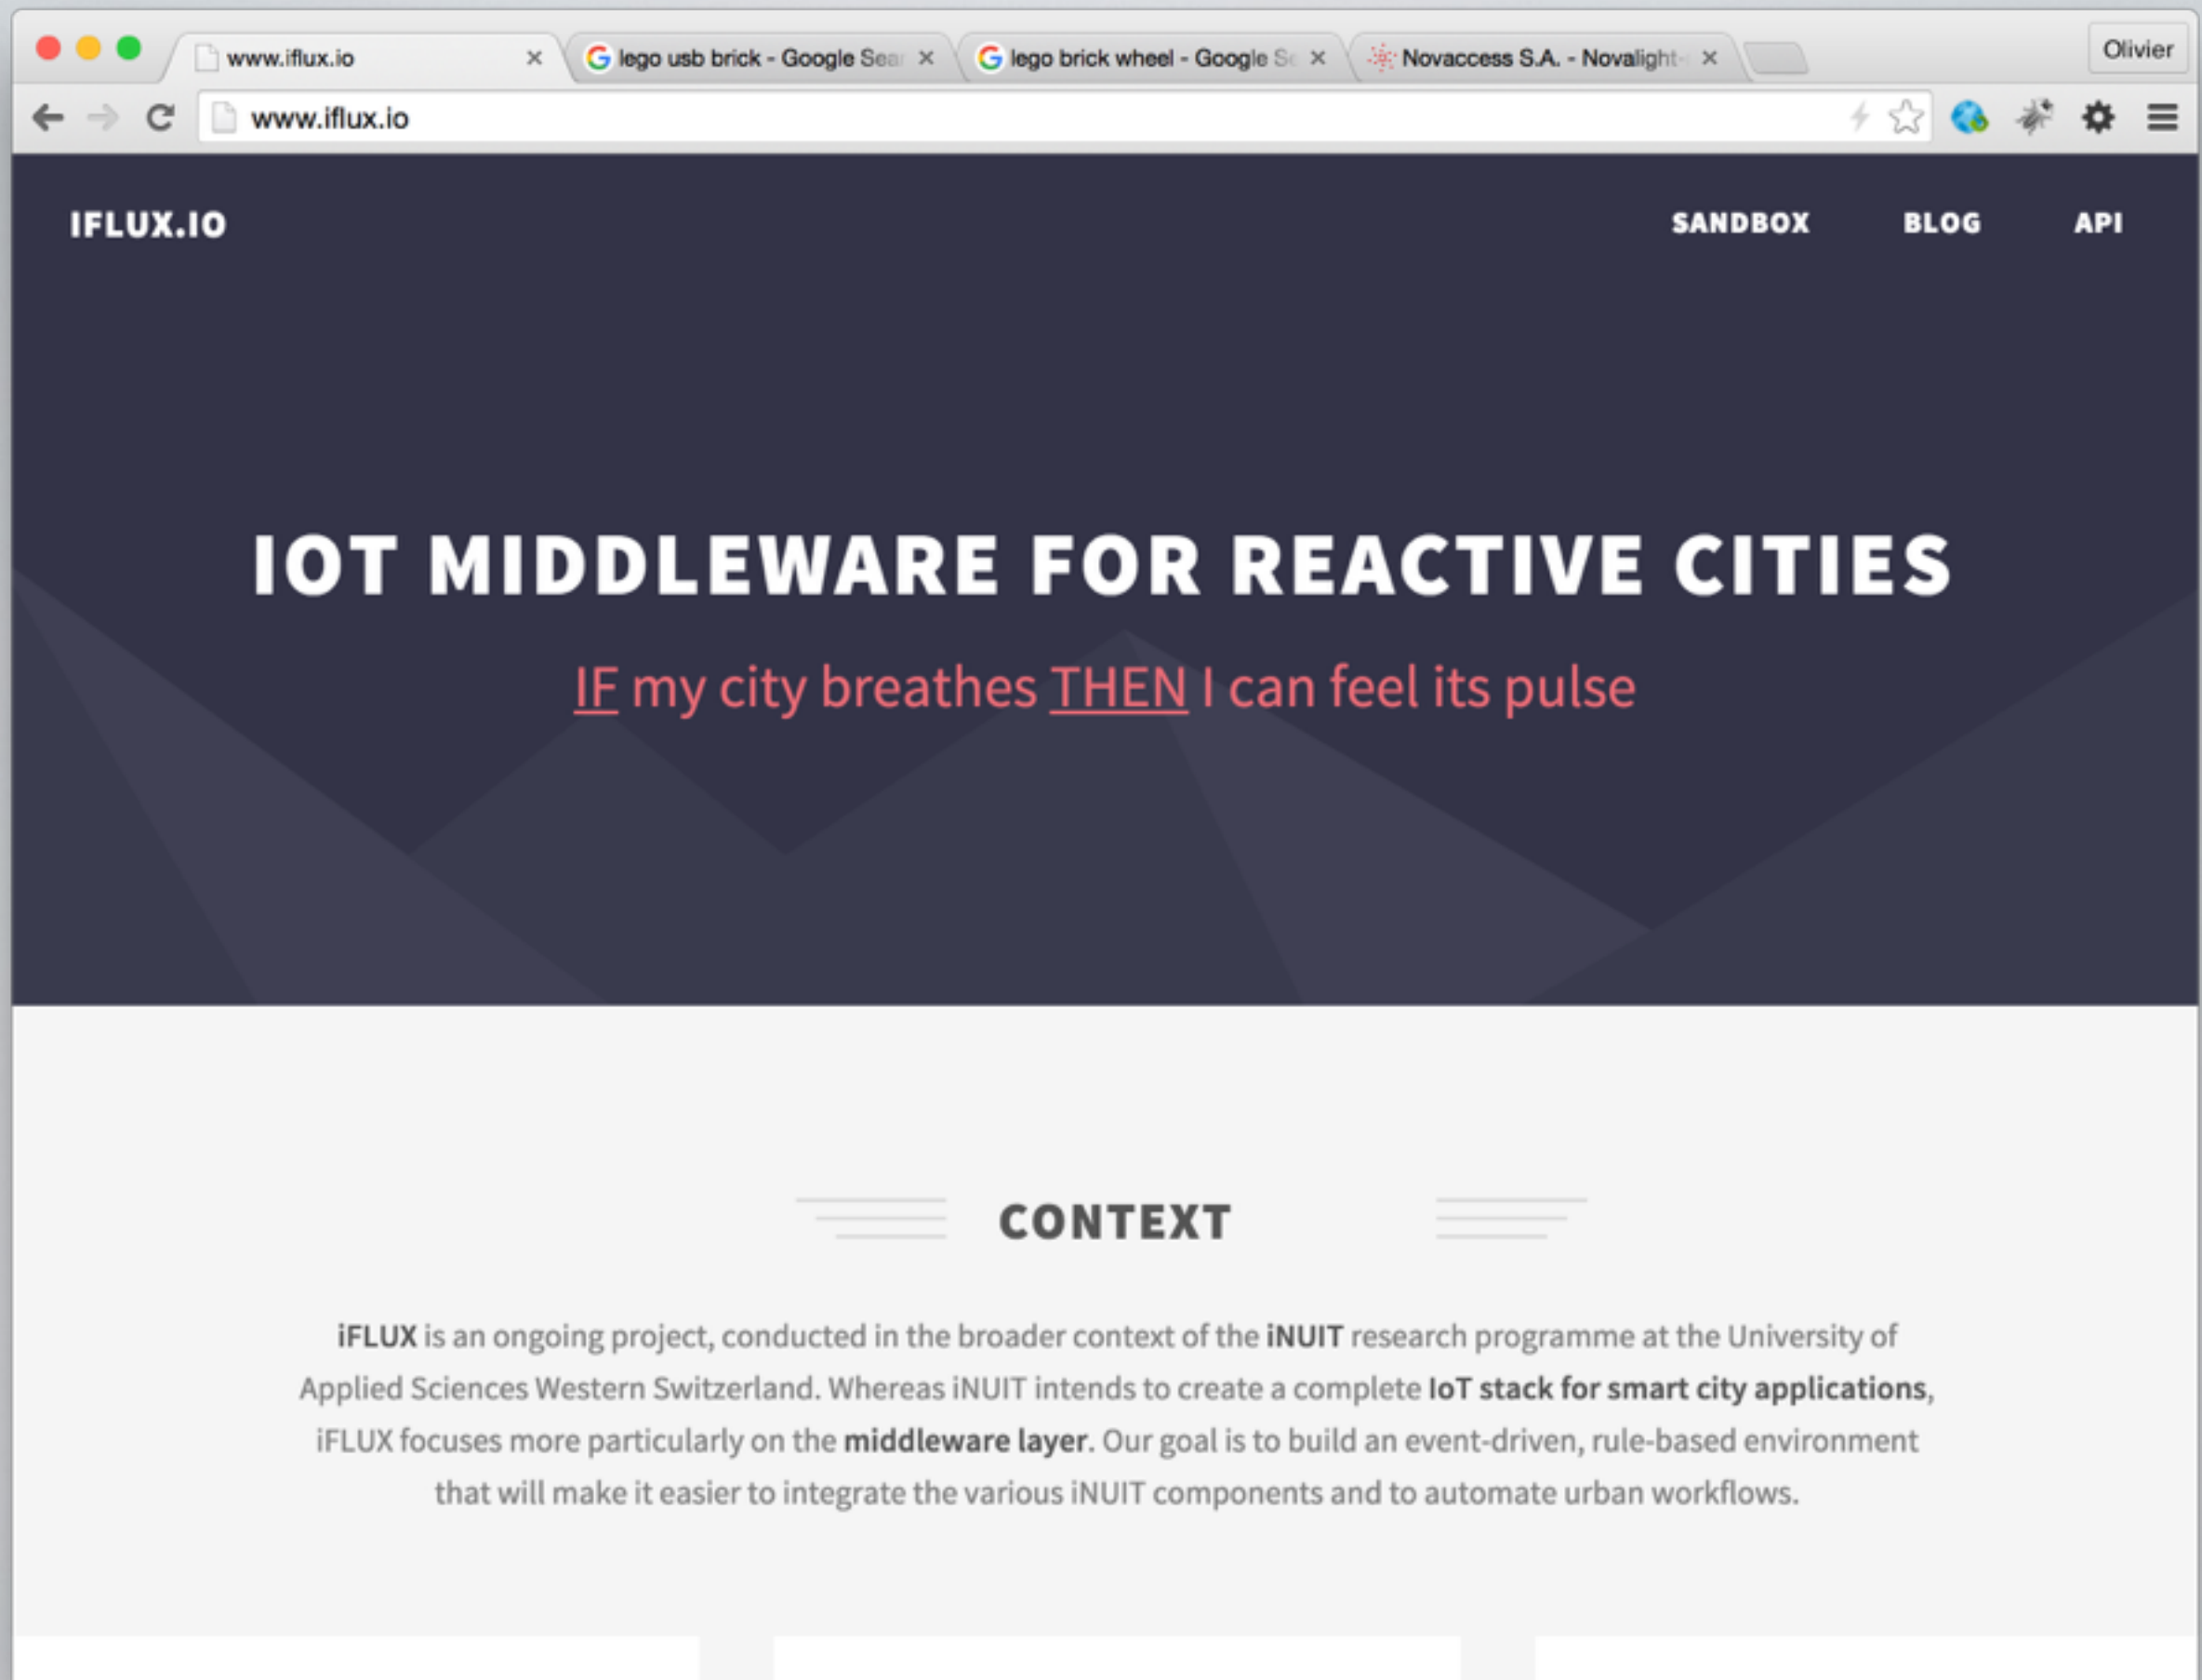 www.iflux.io
lego usb brick - Google Sear
lego brick wheel - Google Se
Novaccess S.A. - Novalight-
Olivier
www.iflux.io
IFLUX.IO
SANDBOX
BLOG
API
IOT MIDDLEWARE FOR REACTIVE CITIES
IF my city breathes THEN I can feel its pulse
CONTEXT
iFLUX is an ongoing project, conducted in the broader context of the iNUIT research programme at the University of
Applied Sciences Western Switzerland. Whereas iNUIT intends to create a complete IoT stack for smart city applications,
iFLUX focuses more particularly on the middleware layer. Our goal is to build an event-driven, rule-based environment
that will make it easier to integrate the various iNUIT components and to automate urban workflows.